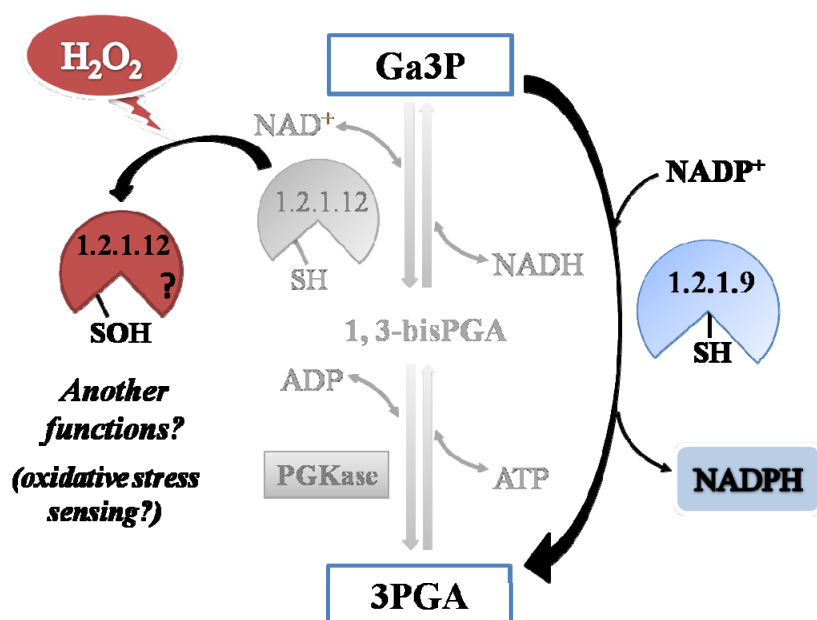 H₂O₂
Ga3P
NAD⁺
NADP⁺
1.2.1.12
SH
1.2.1.12
?
SOH
NADH
1.2.1.9
SH
1, 3-bisPGA
Another
functions?
(oxidative stress
sensing?)
ADP
PGKase
ATP
NADPH
3PGA